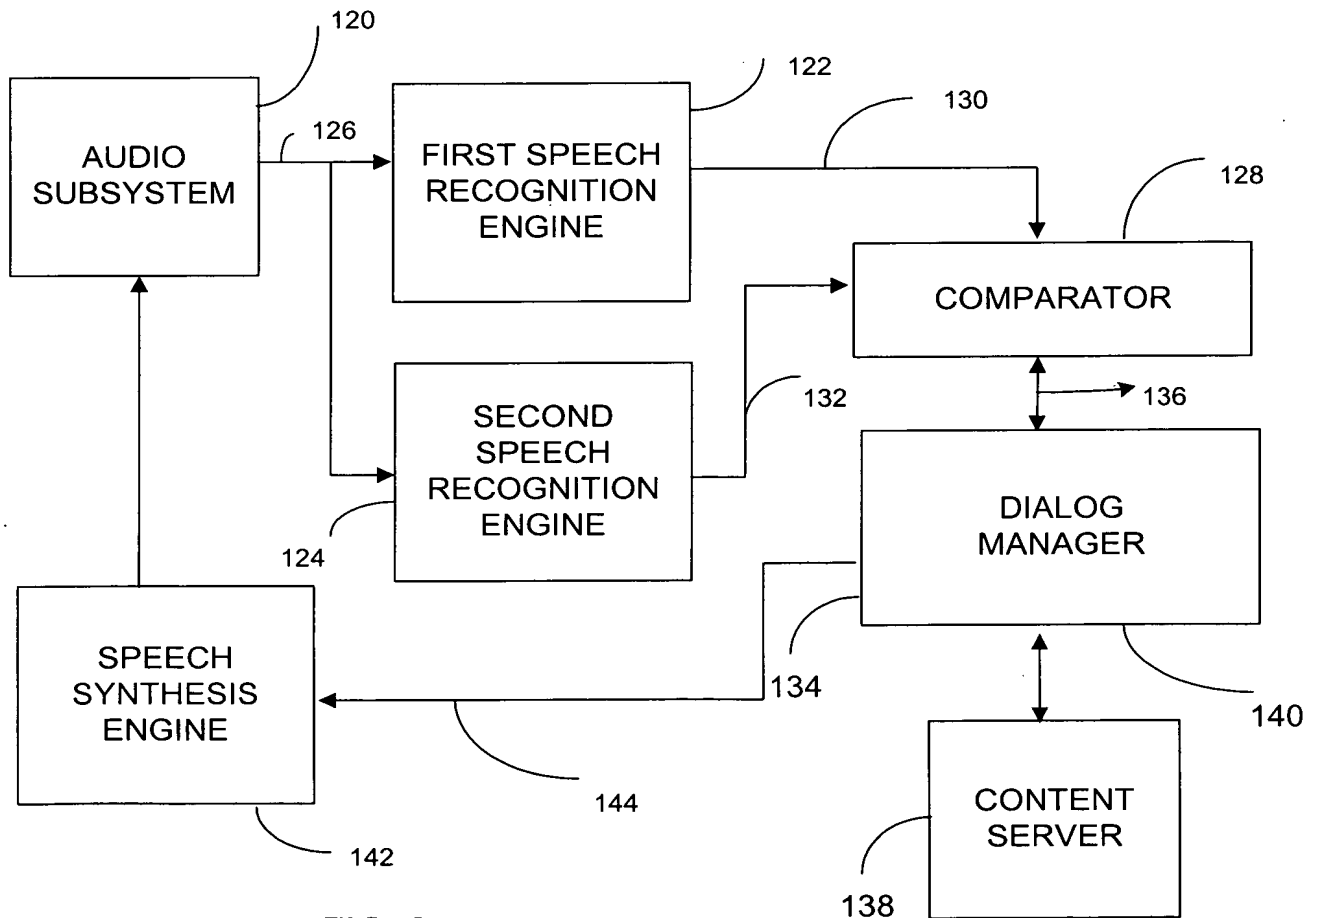 120
122
130
126
AUDIO
SUBSYSTEM
FIRST SPEECH
RECOGNITION
ENGINE
128
COMPARATOR
132
136
SECOND
SPEECH
RECOGNITION
ENGINE
124
DIALOG
MANAGER
134
140
SPEECH
SYNTHESIS
ENGINE
144
142
CONTENT
SERVER
138